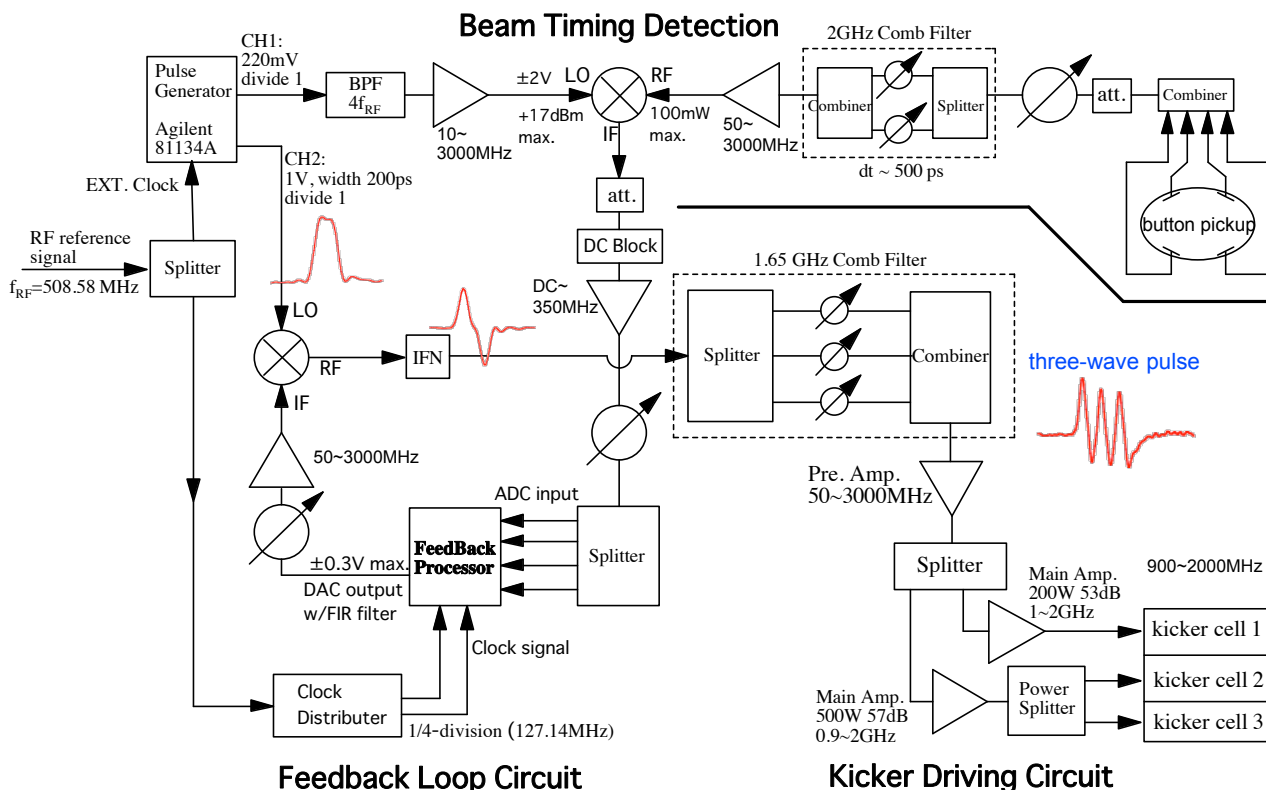 Beam Timing Detection
CH1:
220mV
divide 1
Pulse
Generator
Agilent
81134A
BPF
4f_RF
10~
3000MHz
±2V
LO
+17dBm
max.
RF
100mW
max.
IF
50~
3000MHz
2GHz Comb Filter
Combiner
Splitter
dt ~ 500 ps
att.
Combiner
button pickup
EXT. Clock
CH2:
1V, width 200ps
divide 1
att.
DC Block
DC~
350MHz
RF reference
signal
f_RF=508.58 MHz
Splitter
LO
RF
IF
IFN
1.65 GHz Comb Filter
Splitter
Combiner
three-wave pulse
50~3000MHz
Pre. Amp.
50~3000MHz
ADC input
FeedBack
Processor
Splitter
±0.3V max.
DAC output
w/FIR filter
Clock signal
Clock
Distributer
1/4-division (127.14MHz)
Splitter
Main Amp.
200W 53dB
1~2GHz
900~2000MHz
kicker cell 1
kicker cell 2
kicker cell 3
Main Amp.
500W 57dB
0.9~2GHz
Power
Splitter
Feedback Loop Circuit
Kicker Driving Circuit